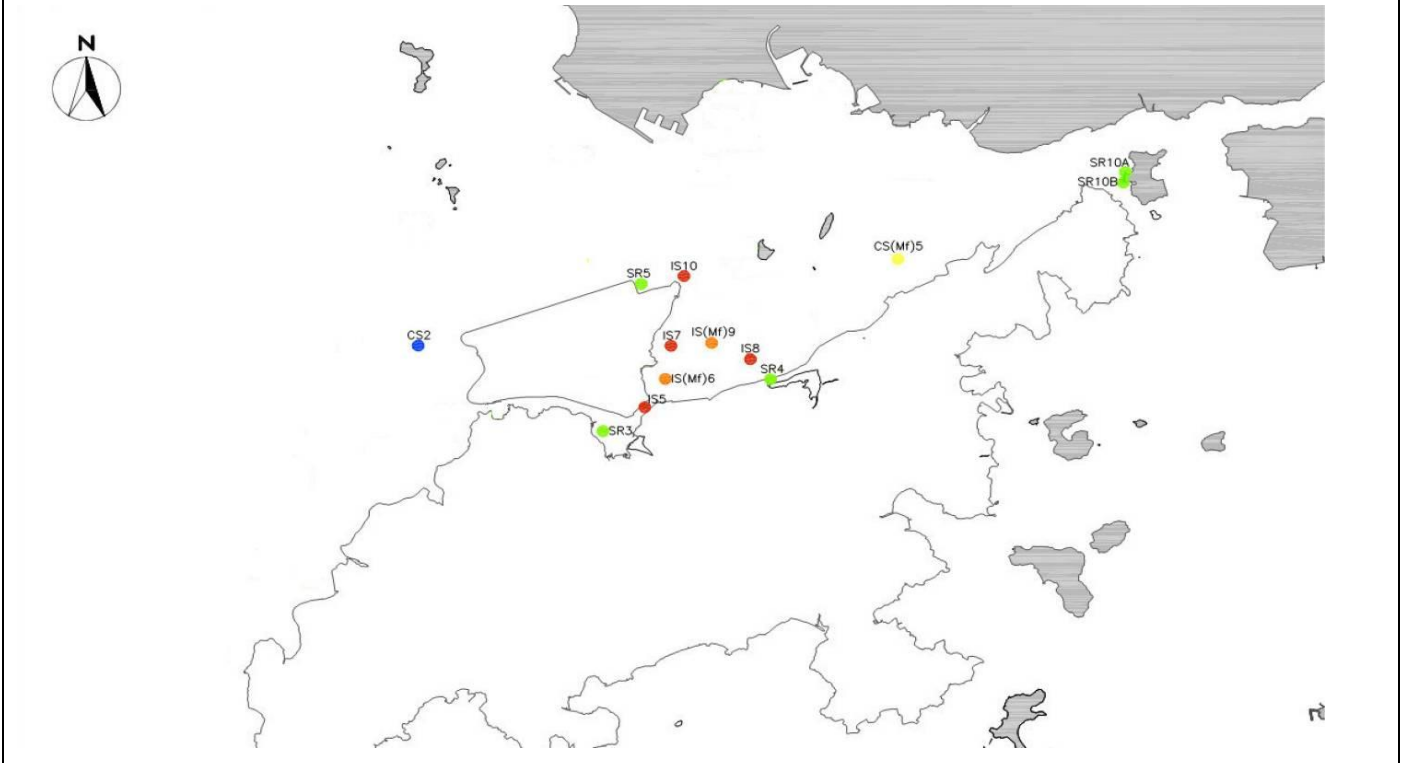 N
SR10A
SR10B
CS(Mf)5
IS10
SR5
IS7
IS(Mf)9
CS2
IS8
SR4
IS(Mf)6
IS5
SR3